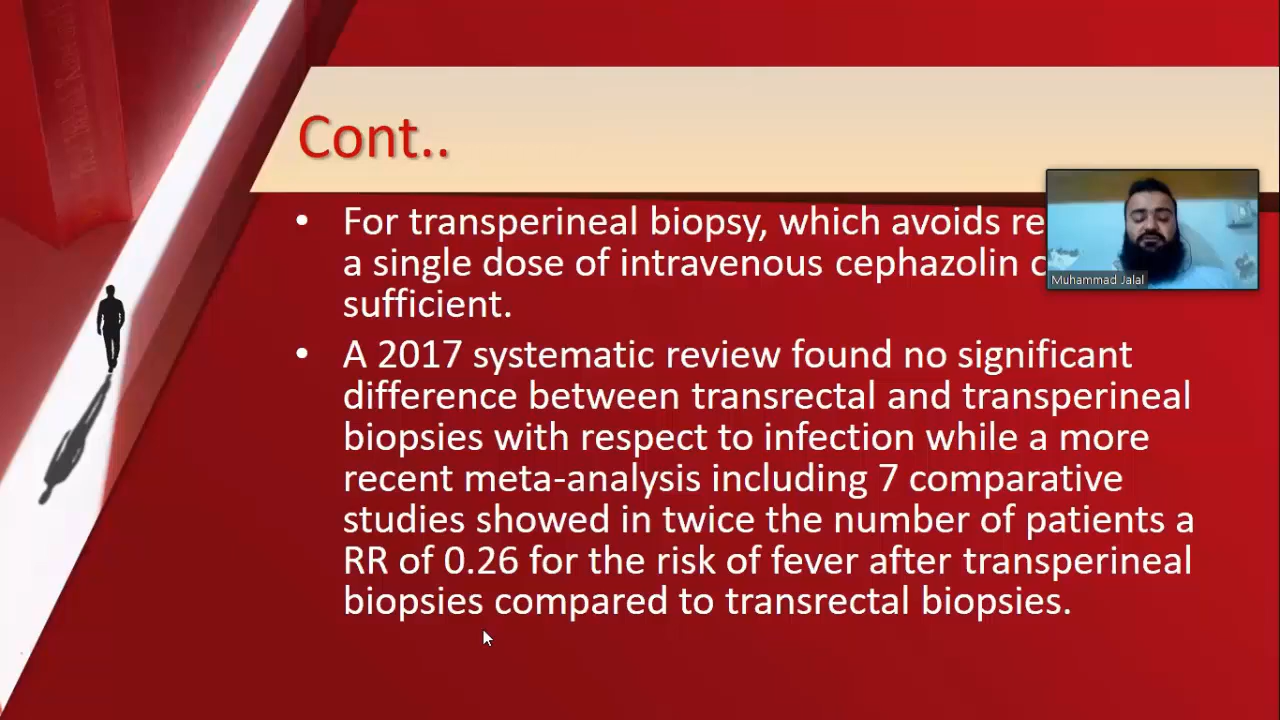 Cont..
• For transperineal biopsy, which avoids
a single dose of intravenous cephazolin
sufficient.
• A 2017 systematic review found no significant
difference between transrectal and transperineal
biopsies with respect to infection while a more
recent meta-analysis including 7 comparative
studies showed in twice the number of patients a
RR of 0.26 for the risk of fever after transperineal
biopsies compared to transrectal biopsies.
Muhammad Jalal